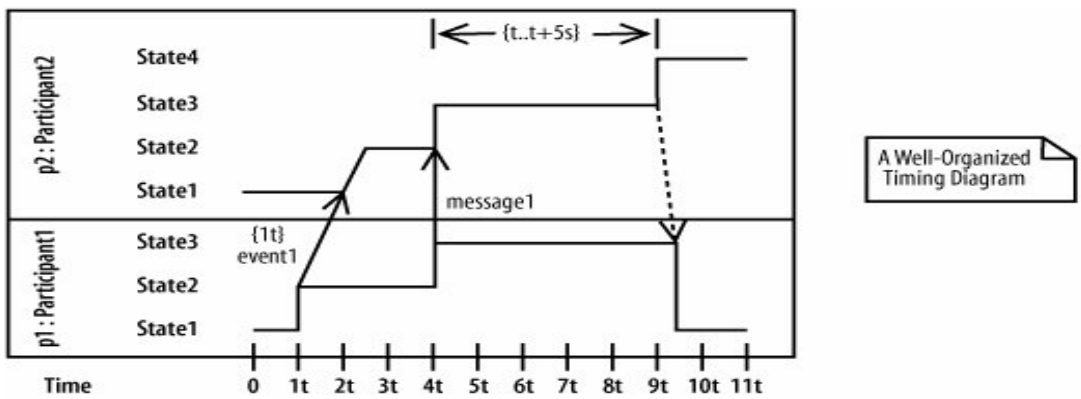 {t..t+5s}
p2 : Participant2
State4
State3
State2
State1
message1
{1t}
event1
p1 : Participant1
State3
State2
State1
Time
0 1t 2t 3t 4t 5t 6t 7t 8t 9t 10t 11t
A Well-Organized
Timing Diagram